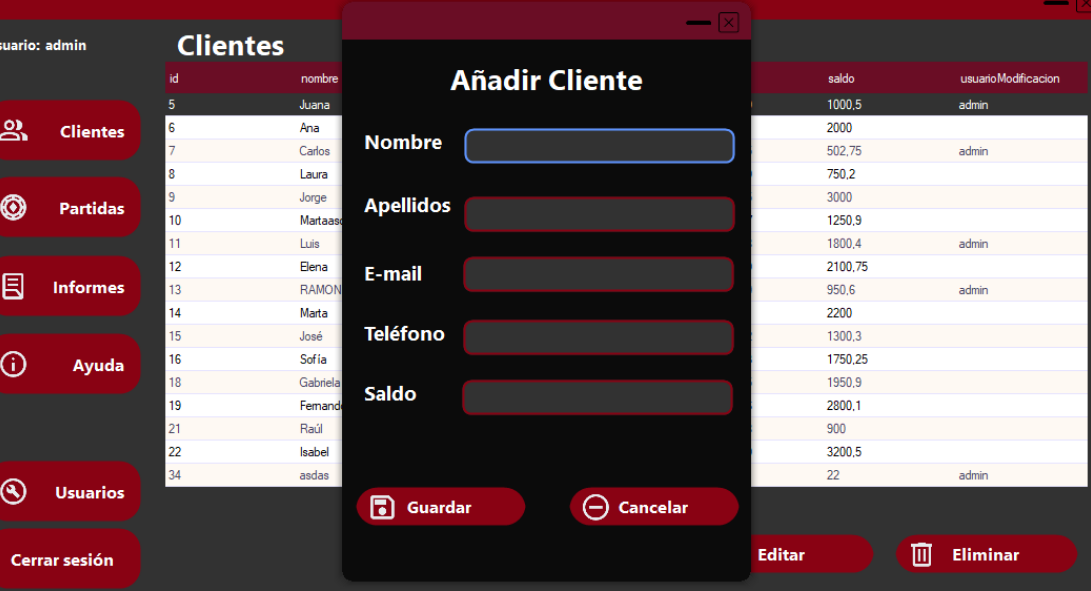 suario: admin
Clientes
id nombre saldo usuarioModificacion
5 Juana 1000,5 admin
6 Ana 2000
7 Carlos 502,75 admin
8 Laura 750,2
9 Jorge 3000
10 Martaasd 1250,9
11 Luis 1800,4 admin
12 Elena 2100,75
13 RAMON 950,6 admin
14 Marta 2200
15 José 1300,3
16 Sofía 1750,25
18 Gabriela 1950,9
19 Fernand 2800,1
21 Raúl 900
22 Isabel 3200,5
34 asdas 22 admin
Clientes
Partidas
Informes
Ayuda
Usuarios
Cerrar sesión
Añadir Cliente
Nombre
Apellidos
E-mail
Teléfono
Saldo
Guardar
Cancelar
Editar
Eliminar